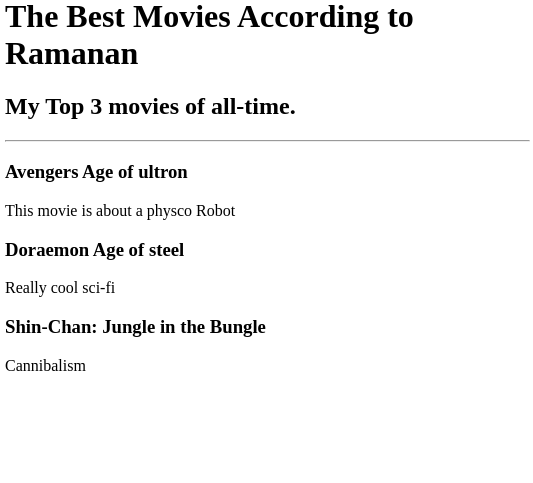 The Best Movies According to
Ramanan
My Top 3 movies of all-time.
Avengers Age of ultron
This movie is about a physco Robot
Doraemon Age of steel
Really cool sci-fi
Shin-Chan: Jungle in the Bungle
Cannibalism